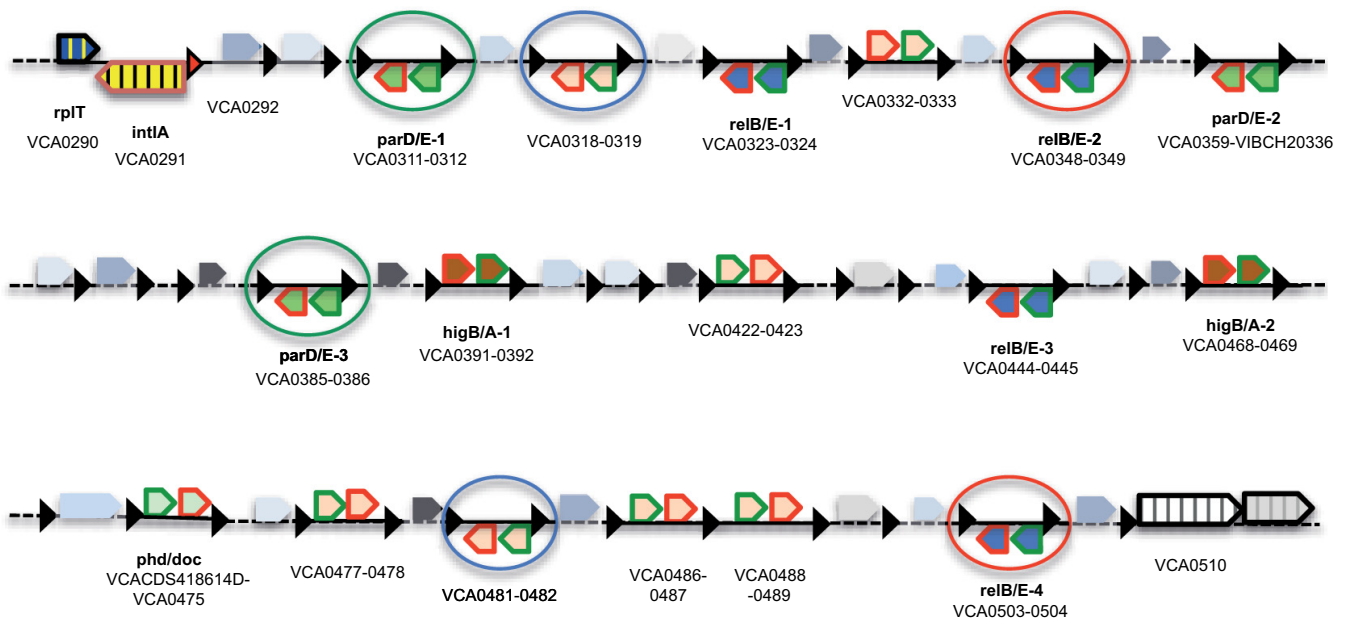 rplT
VCA0290
intIA
VCA0291
VCA0292
parD/E-1
VCA0311-0312
VCA0318-0319
relB/E-1
VCA0323-0324
VCA0332-0333
relB/E-2
VCA0348-0349
parD/E-2
VCA0359-VIBCH20336
parD/E-3
VCA0385-0386
higB/A-1
VCA0391-0392
VCA0422-0423
relB/E-3
VCA0444-0445
higB/A-2
VCA0468-0469
phd/doc
VCACDS418614D-
VCA0475
VCA0477-0478
VCA0481-0482
VCA0486-
0487
VCA0488
-0489
relB/E-4
VCA0503-0504
VCA0510